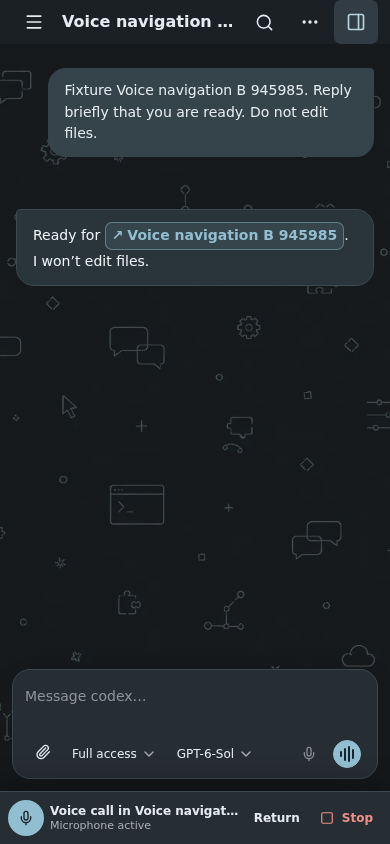 Voice navigation ...
Fixture Voice navigation B 945985. Reply
briefly that you are ready. Do not edit
files.
Ready for ↗ Voice navigation B 945985.
I won’t edit files.
Message codex...
Full access
GPT-6-Sol
Voice call in Voice navigat...
Microphone active
Return
Stop